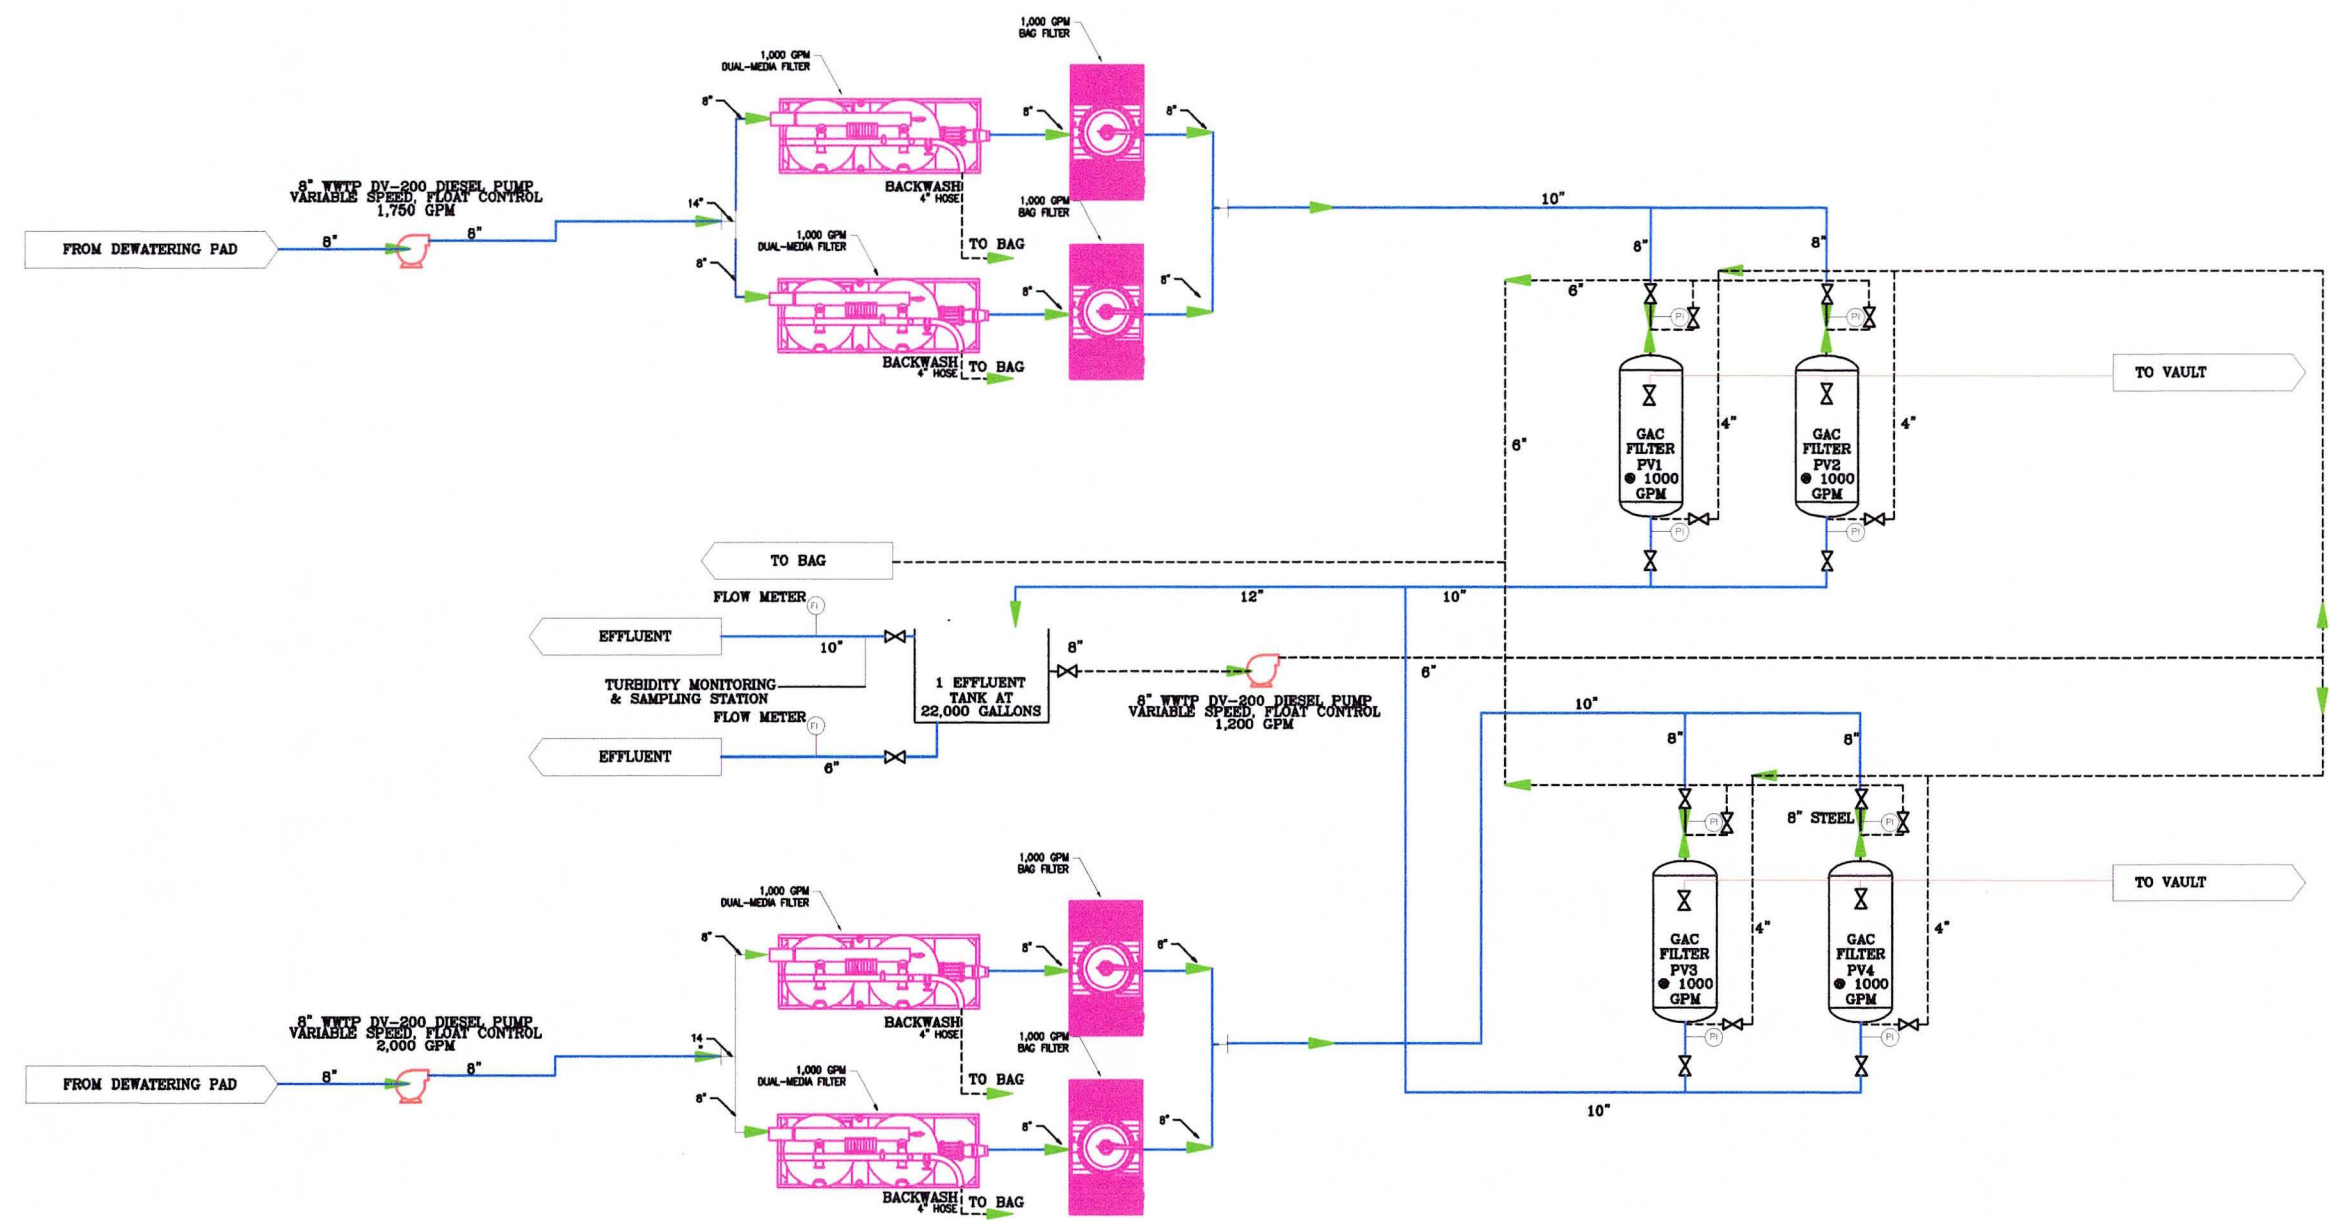 1,000 GPM
BAG FILTER
1,000 GPM
DUAL-MEDIA FILTER
8"
8"
8"
8" WWTP DV-200 DIESEL PUMP
VARIABLE SPEED, FLOAT CONTROL
1,750 GPM
BACKWASH
4" HOSE
1,000 GPM
BAG FILTER
14"
10"
FROM DEWATERING PAD
8"
8"
1,000 GPM
DUAL-MEDIA FILTER
TO BAG
8"
8"
8"
8"
8"
6"
PI
PI
BACKWASH
4" HOSE
TO BAG
TO VAULT
6"
4"
4"
GAC
FILTER
PV1
@ 1000
GPM
GAC
FILTER
PV2
@ 1000
GPM
PI
PI
TO BAG
FLOW METER
FI
12"
10"
EFFLUENT
10"
8"
6"
TURBIDITY MONITORING
& SAMPLING STATION
1 EFFLUENT
TANK AT
22,000 GALLONS
8" WWTP DV-200 DIESEL PUMP
VARIABLE SPEED, FLOAT CONTROL
1,200 GPM
FLOW METER
FI
EFFLUENT
6"
10"
8"
8"
8" STEEL
PI
PI
1,000 GPM
BAG FILTER
1,000 GPM
DUAL-MEDIA FILTER
TO VAULT
8"
8"
8"
4"
4"
GAC
FILTER
PV3
@ 1000
GPM
GAC
FILTER
PV4
@ 1000
GPM
8" WWTP DV-200 DIESEL PUMP
VARIABLE SPEED, FLOAT CONTROL
2,000 GPM
BACKWASH
4" HOSE
1,000 GPM
BAG FILTER
14
"
PI
PI
FROM DEWATERING PAD
8"
8"
1,000 GPM
DUAL-MEDIA FILTER
TO BAG
8"
8"
8"
10"
BACKWASH
4" HOSE
TO BAG